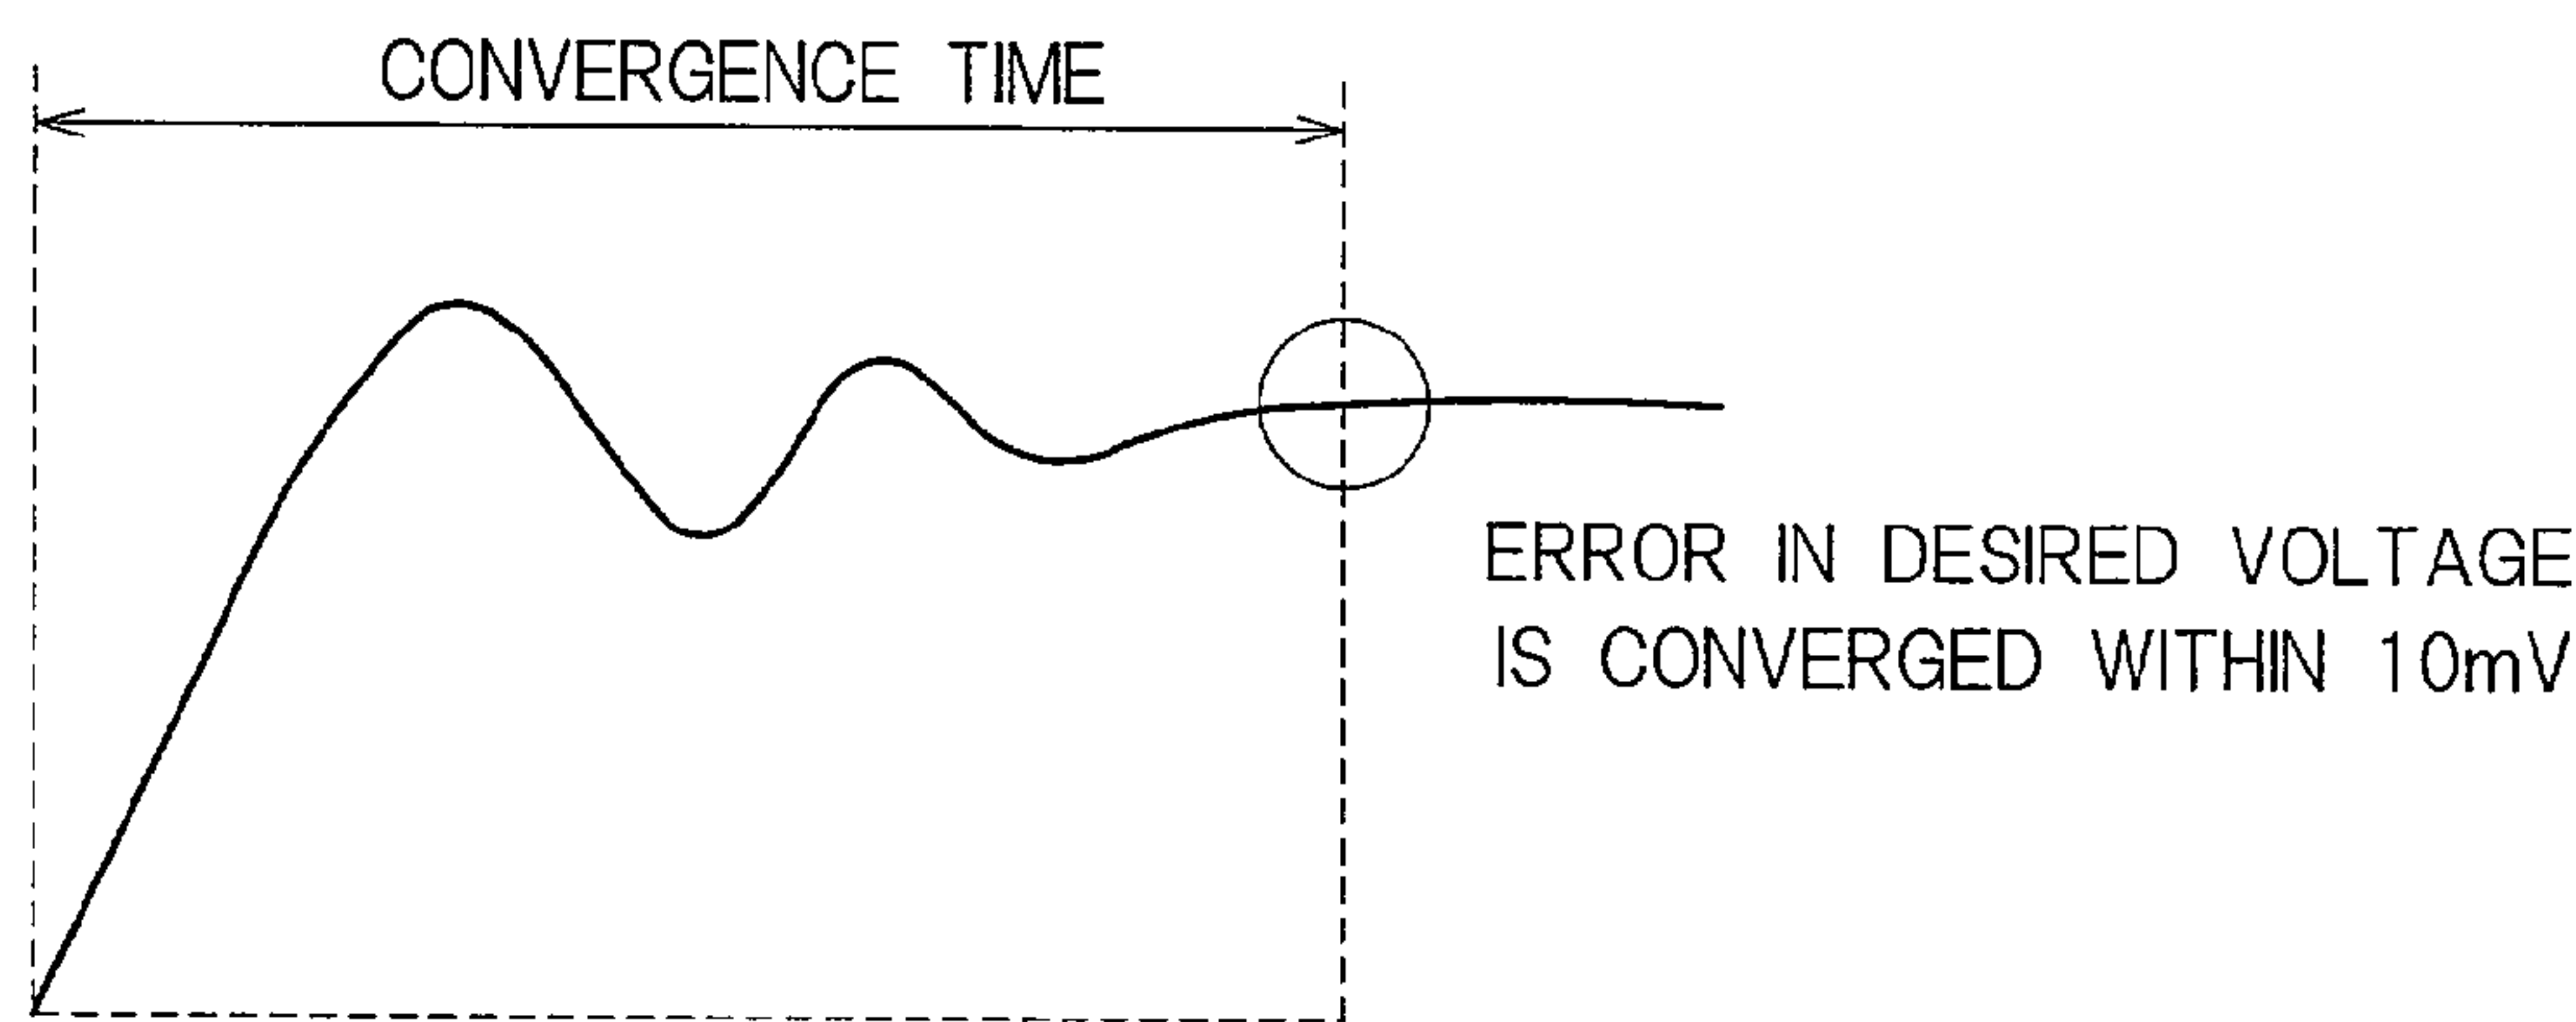 CONVERGENCE TIME
ERROR IN DESIRED VOLTAGE
IS CONVERGED WITHIN 10mV